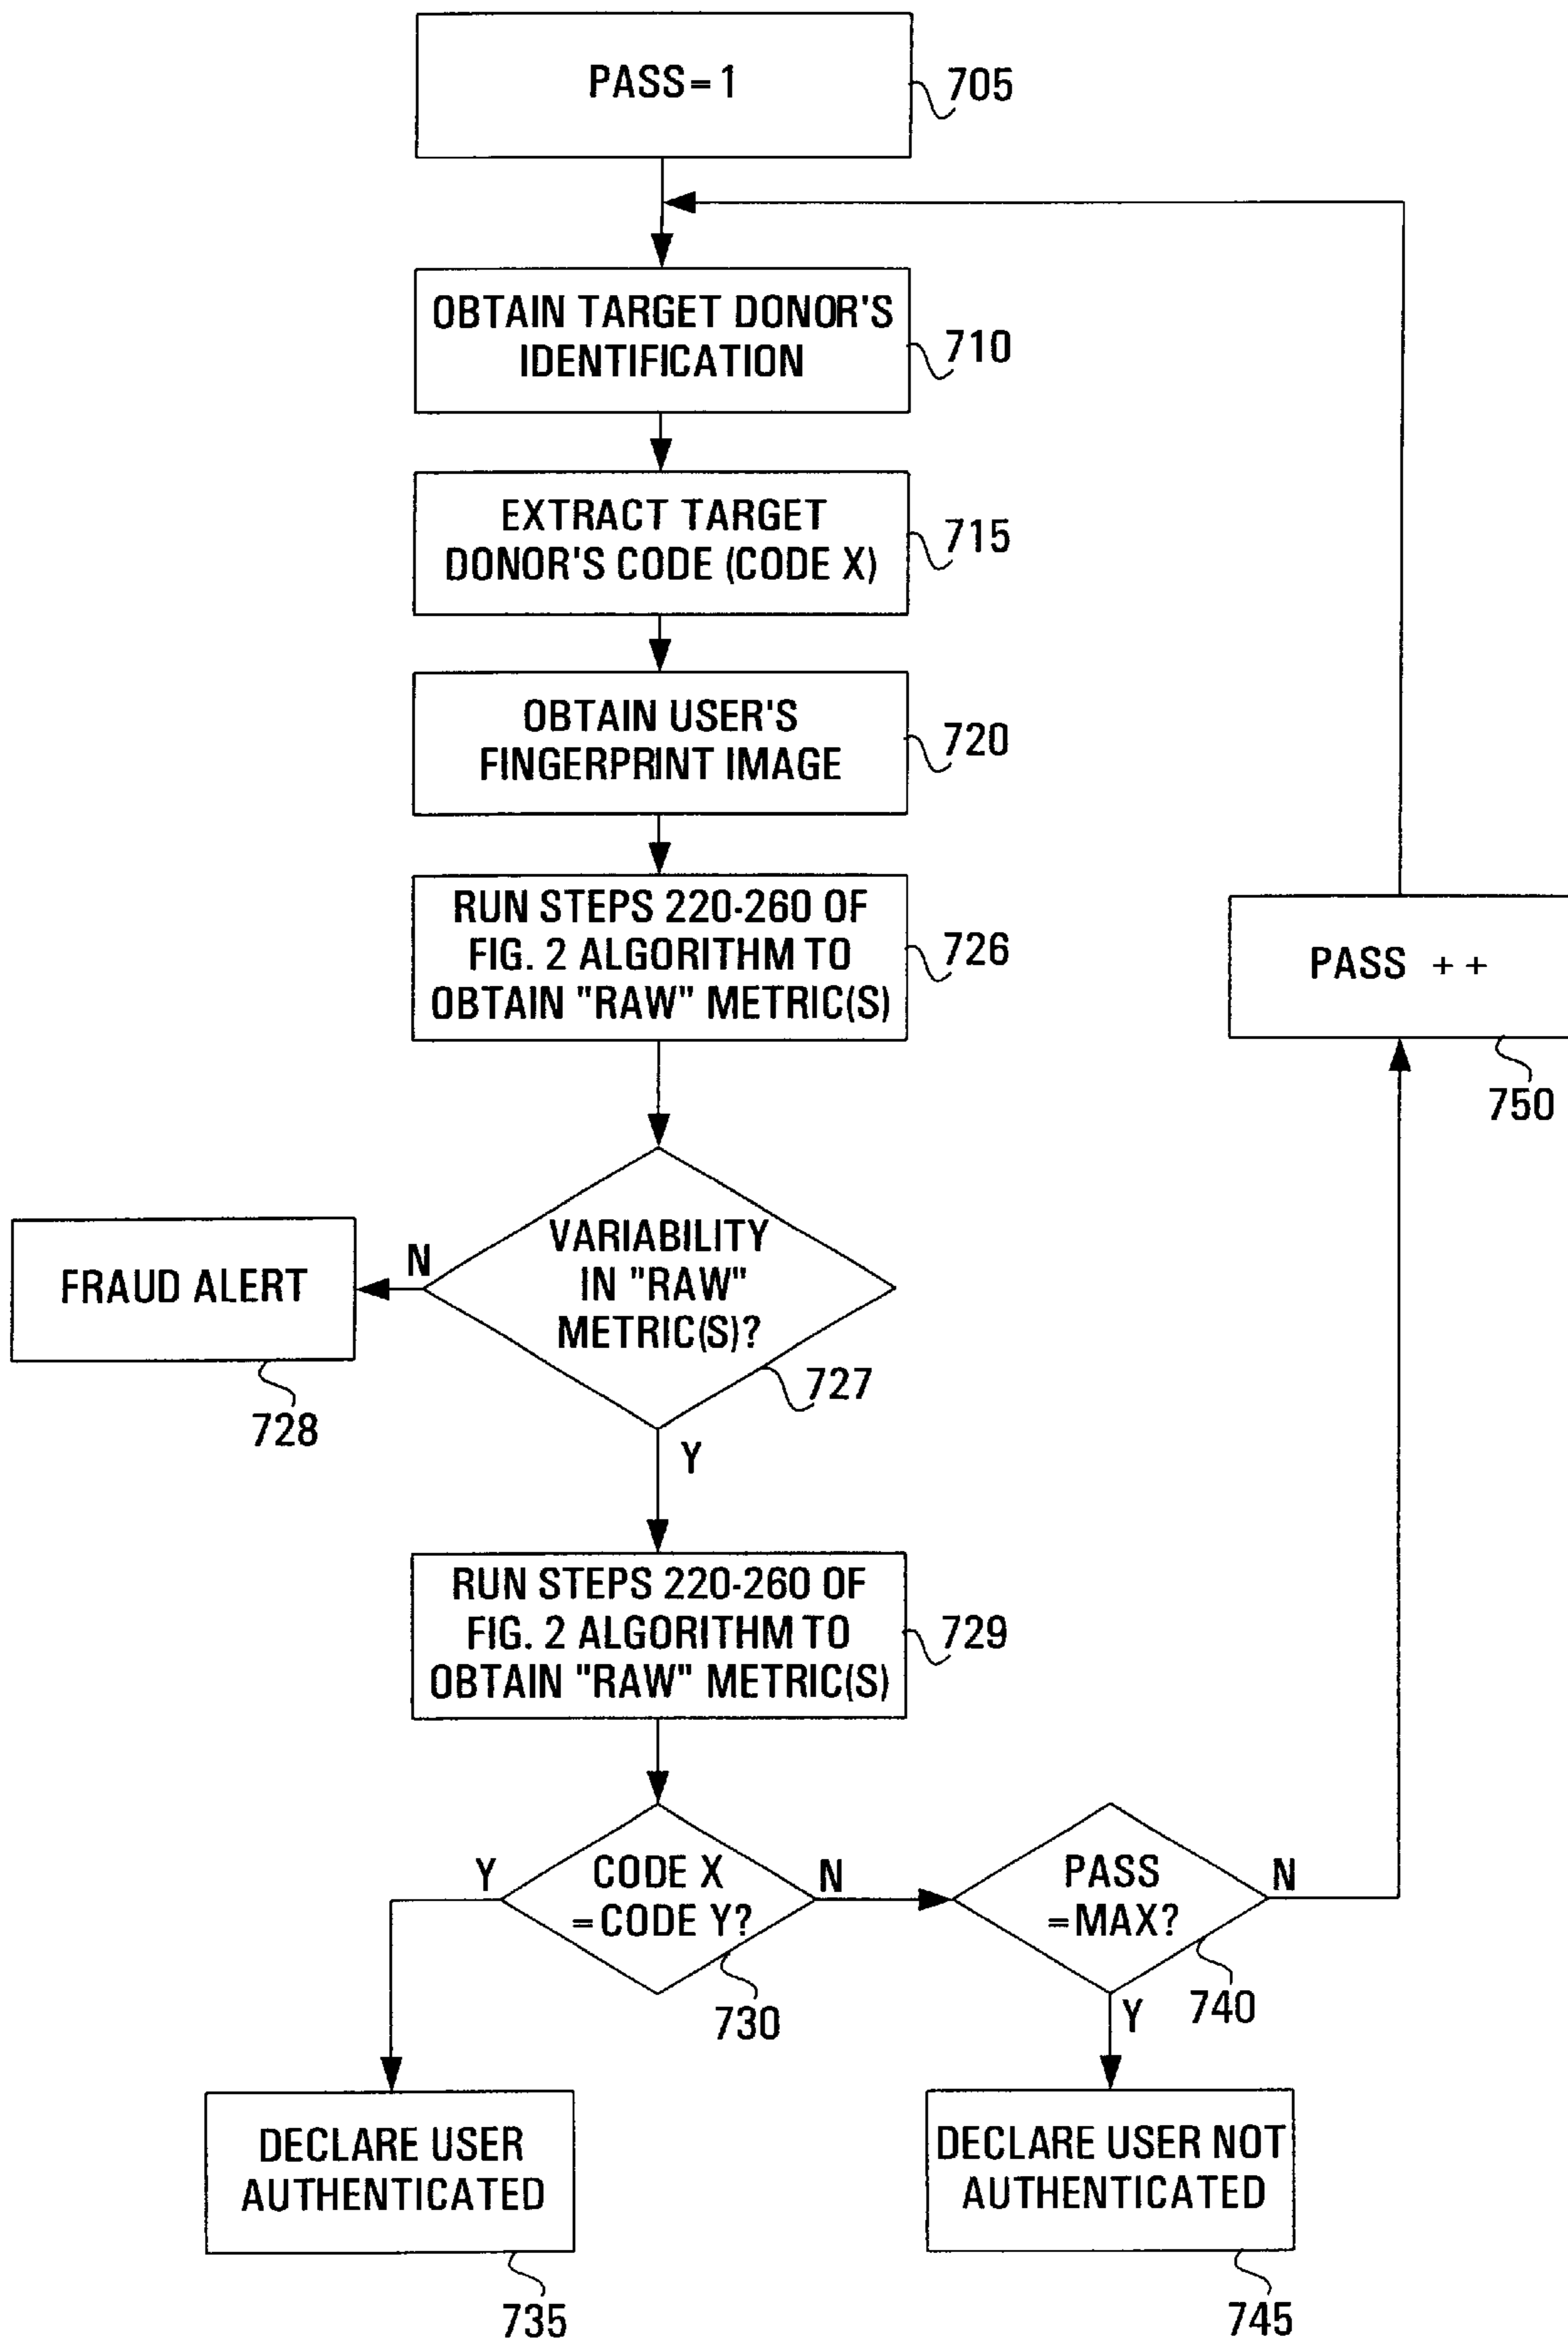 PASS=1
705
OBTAIN TARGET DONOR'S
IDENTIFICATION
710
EXTRACT TARGET
DONOR'S CODE (CODE X)
715
OBTAIN USER'S
FINGERPRINT IMAGE
720
RUN STEPS 220-260 OF
FIG. 2 ALGORITHM TO
OBTAIN "RAW" METRIC(S)
726
PASS ++
750
VARIABILITY
IN "RAW"
METRIC(S)?
727
N
FRAUD ALERT
728
Y
RUN STEPS 220-260 OF
FIG. 2 ALGORITHM TO
OBTAIN "RAW" METRIC(S)
729
Y
CODE X
=CODE Y?
N
730
PASS
=MAX?
N
740
Y
DECLARE USER
AUTHENTICATED
735
DECLARE USER NOT
AUTHENTICATED
745